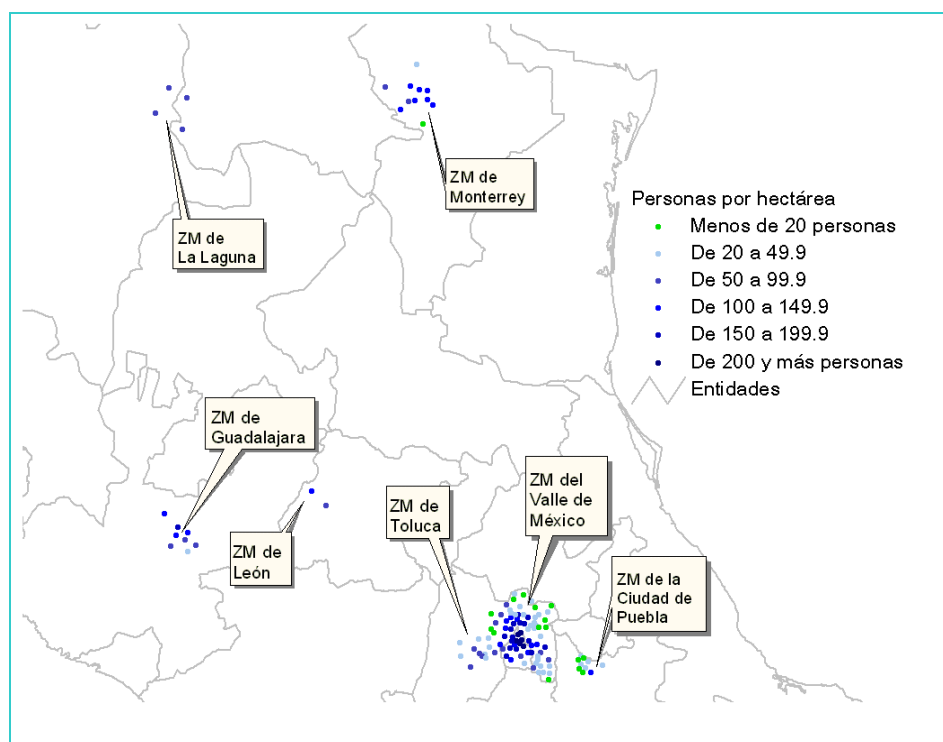 ZM de
Monterrey
ZM de
La Laguna
Personas por hectárea
Menos de 20 personas
De 20 a 49.9
De 50 a 99.9
De 100 a 149.9
De 150 a 199.9
De 200 y más personas
Entidades
ZM de
Guadalajara
ZM de
León
ZM de
Toluca
ZM del
Valle de
México
ZM de la
Ciudad de
Puebla